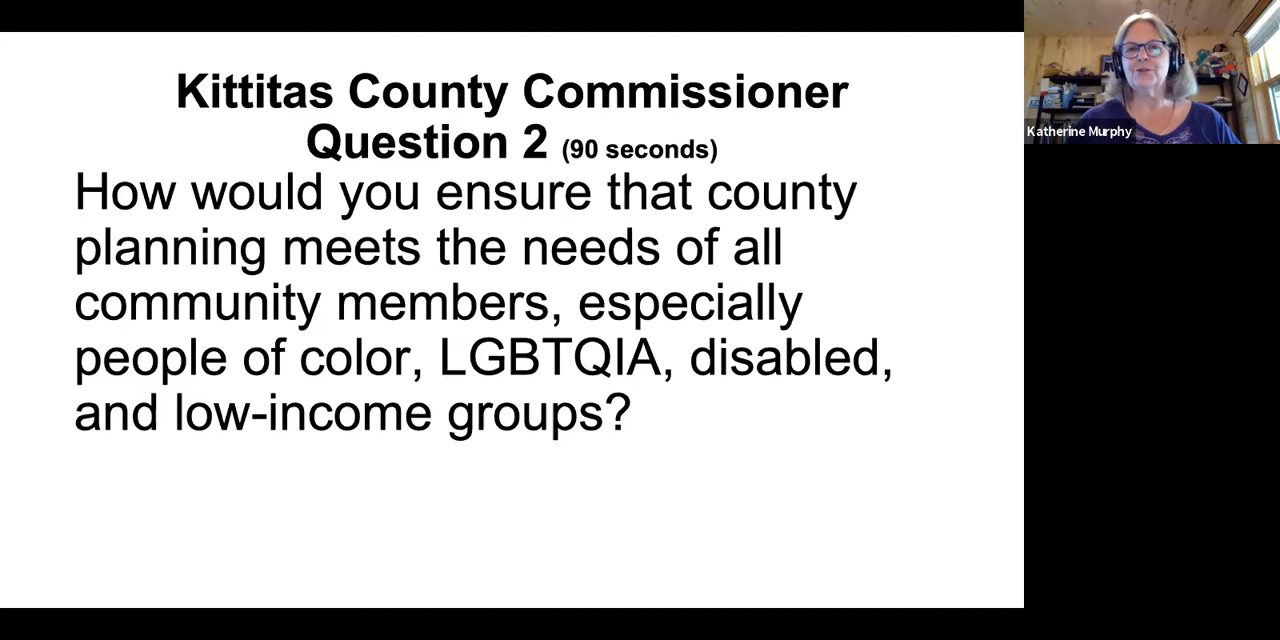 Kittitas County Commissioner
Question 2 (90 seconds)
How would you ensure that county
planning meets the needs of all
community members, especially
people of color, LGBTQIA, disabled,
and low-income groups?
Katherine Murphy